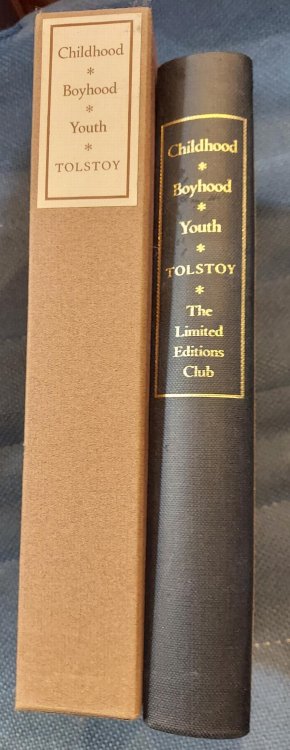 Childhood
*
Boyhood
*
Youth
*
TOLSTOY
Childhood
*
Boyhood
*
Youth
*
TOLSTOY
*
The
Limited
Editions
Club